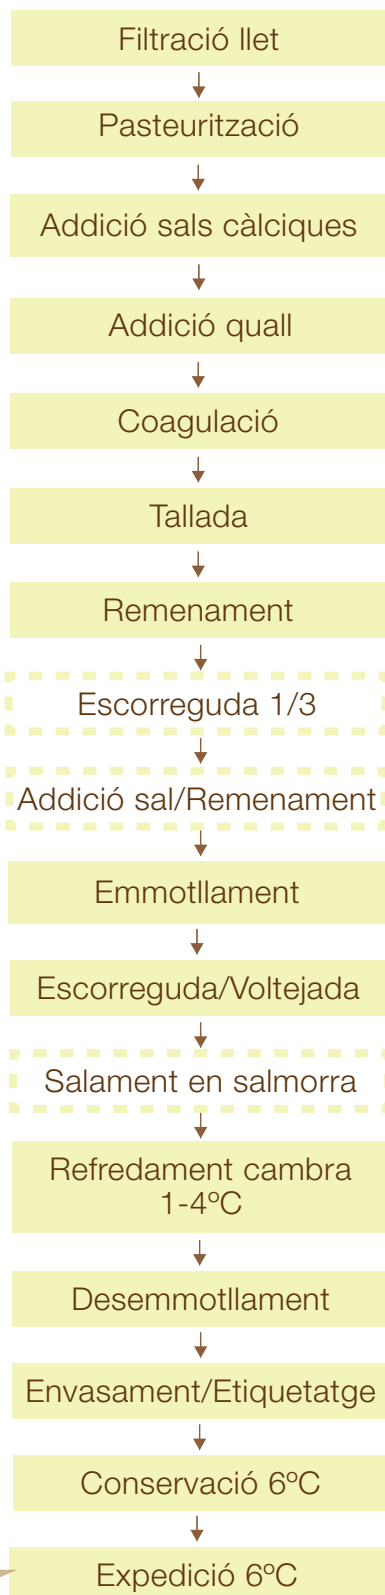 Filtració llet
Pasteurització
Addició sals càlciques
Addició quall
Coagulació
Tallada
Remenament
Escorreguda 1/3
Addició sal/Remenament
Emmotllament
Escorreguda/Voltejada
Salament en salmorra
Refredament cambra
1-4ºC
Desemmotllament
Envasament/Etiquetatge
Conservació 6ºC
Expedició 6ºC